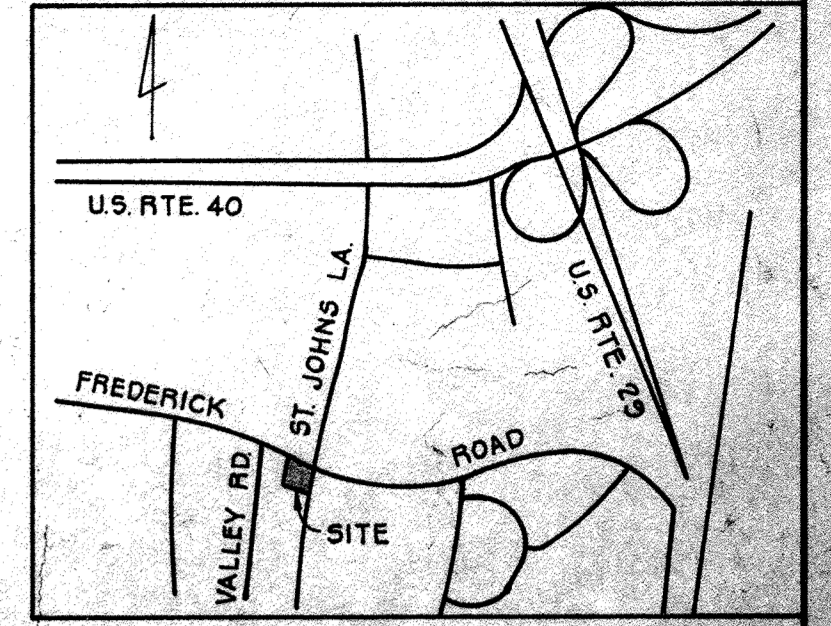 U.S. RTE. 40
ST. JOHNS LA.
U.S. RTE. 29
FREDERICK ROAD
VALLEY RD.
SITE